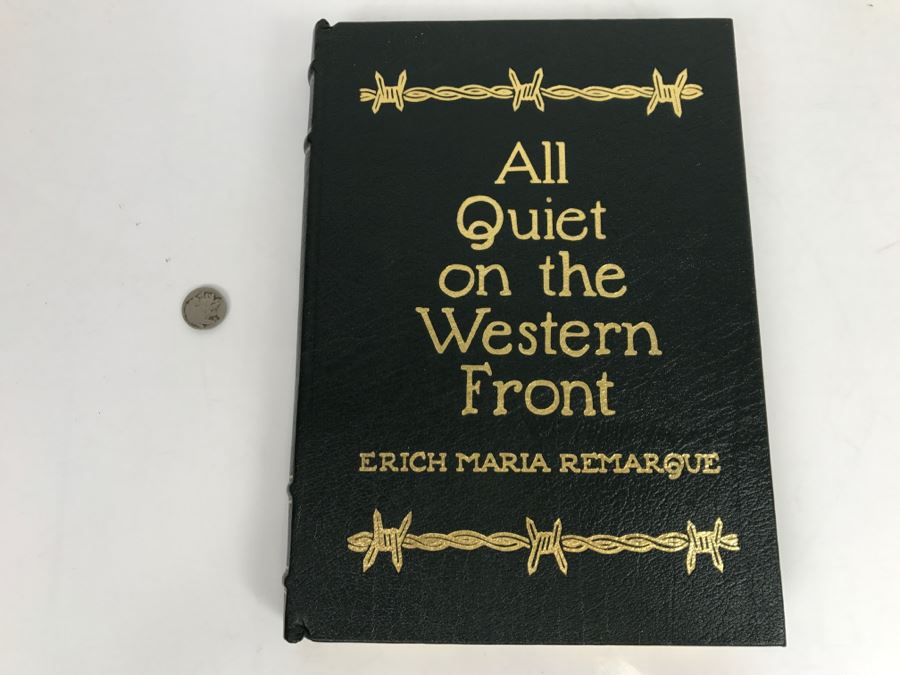 All
Quiet
on the
Western
Front
ERICH MARIA REMARQUE